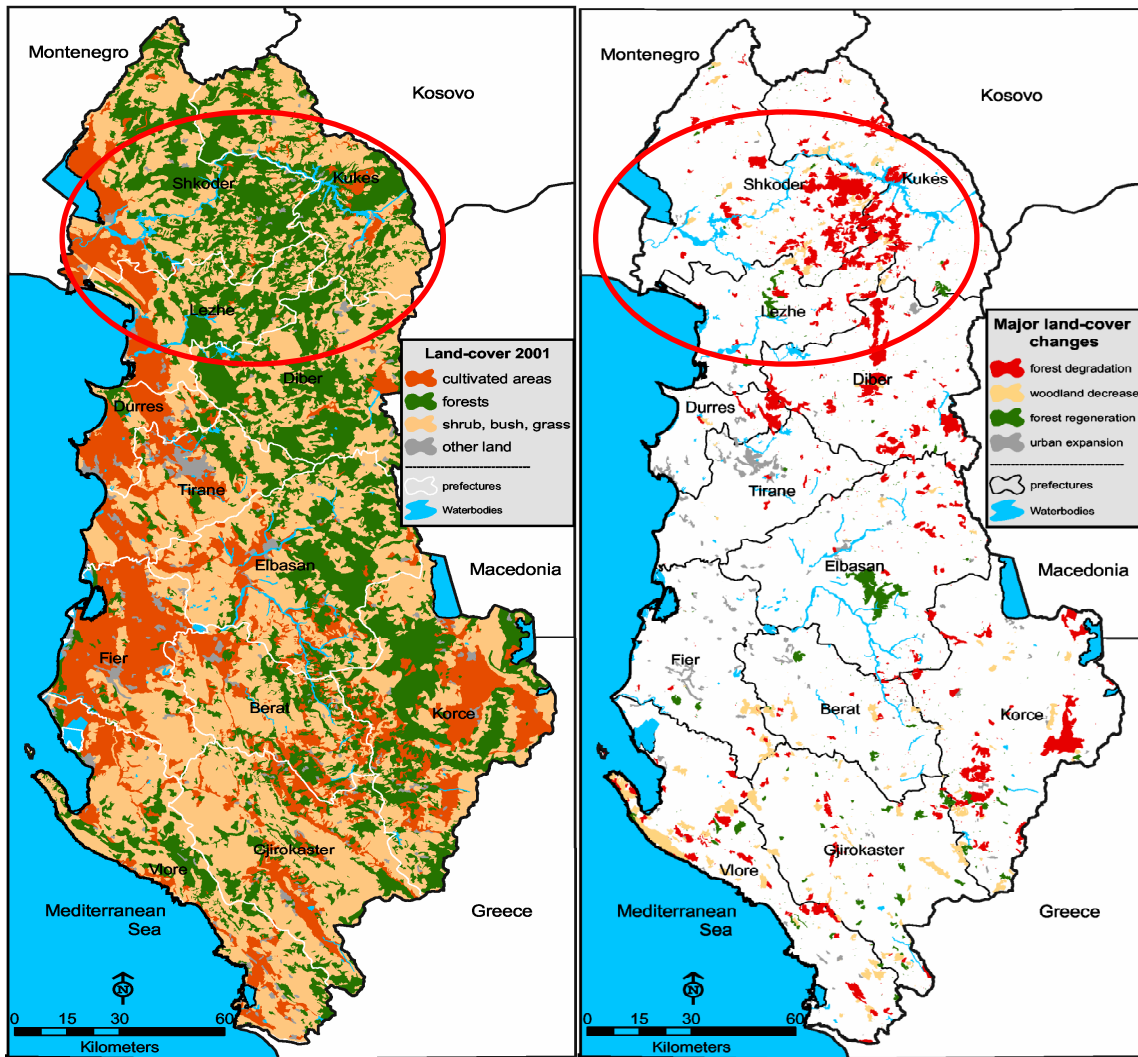 Montenegro
Kosovo
Shkoder
Kukes
Lezhe
Diber
Durres
Tirane
Elbasan
Macedonia
Fier
Berat
Korce
Gjirokaster
Vlore
Mediterranean
Sea
Greece
Land-cover 2001
cultivated areas
forests
shrub, bush, grass
other land
prefectures
Waterbodies
N
0 15 30 60
Kilometers
Montenegro
Kosovo
Shkoder
Kukes
Lezhe
Diber
Durres
Tirane
Elbasan
Macedonia
Fier
Berat
Korce
Gjirokaster
Vlore
Mediterranean
Sea
Greece
Major land-cover
changes
forest degradation
woodland decrease
forest regeneration
urban expansion
prefectures
Waterbodies
N
0 15 30 60
Kilometers